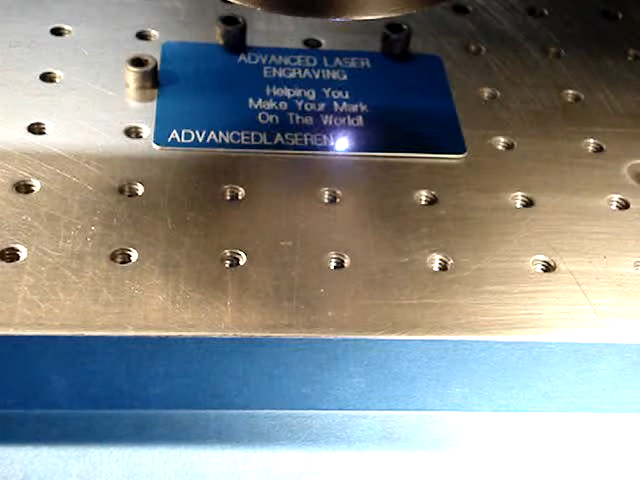 ADVANCED LASER
ENGRAVING
Helping You
Make Your Mark
On The World!
ADVANCEDLASEREN